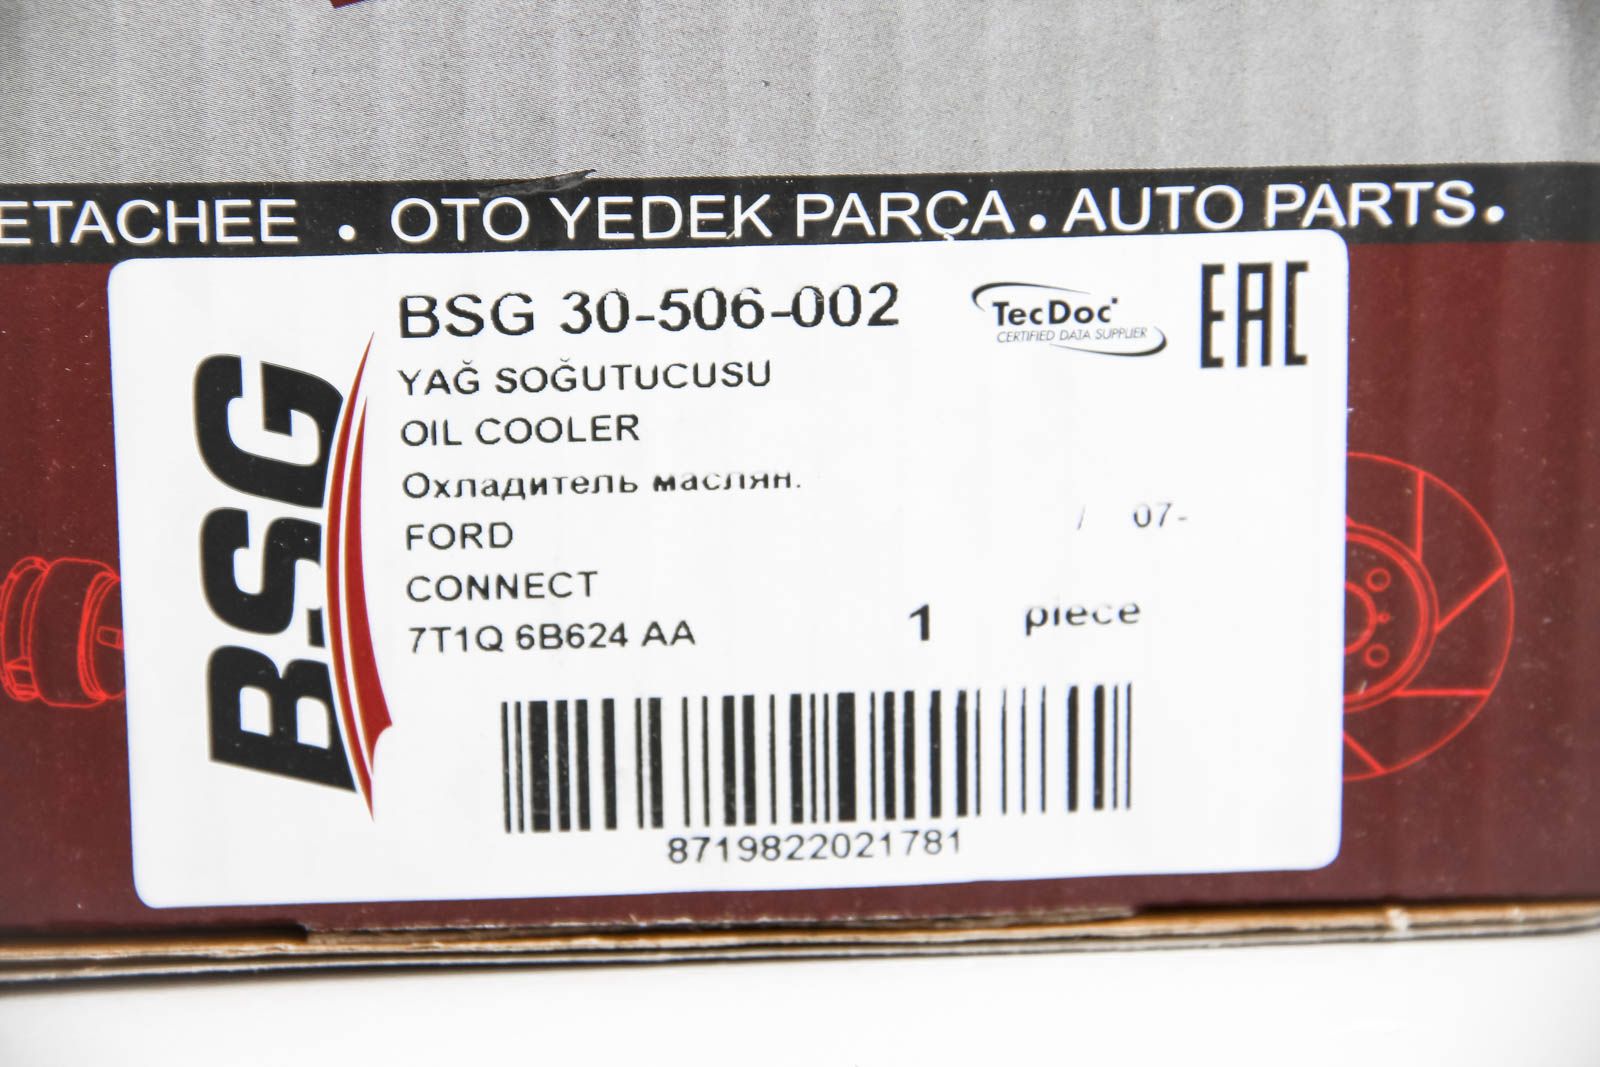 ETACHEE . OTO YEDEK PARÇA . AUTO PARTS .
BSG
BSG 30-506-002
TecDoc
CERTIFIED DATA SUPPLIER
EAC
YAĞ SOĞUTUCUSU
OIL COOLER
Охладитель маслян.
FORD
/ 07-
CONNECT
7T1Q 6B624 AA
1 piece
8719822021781